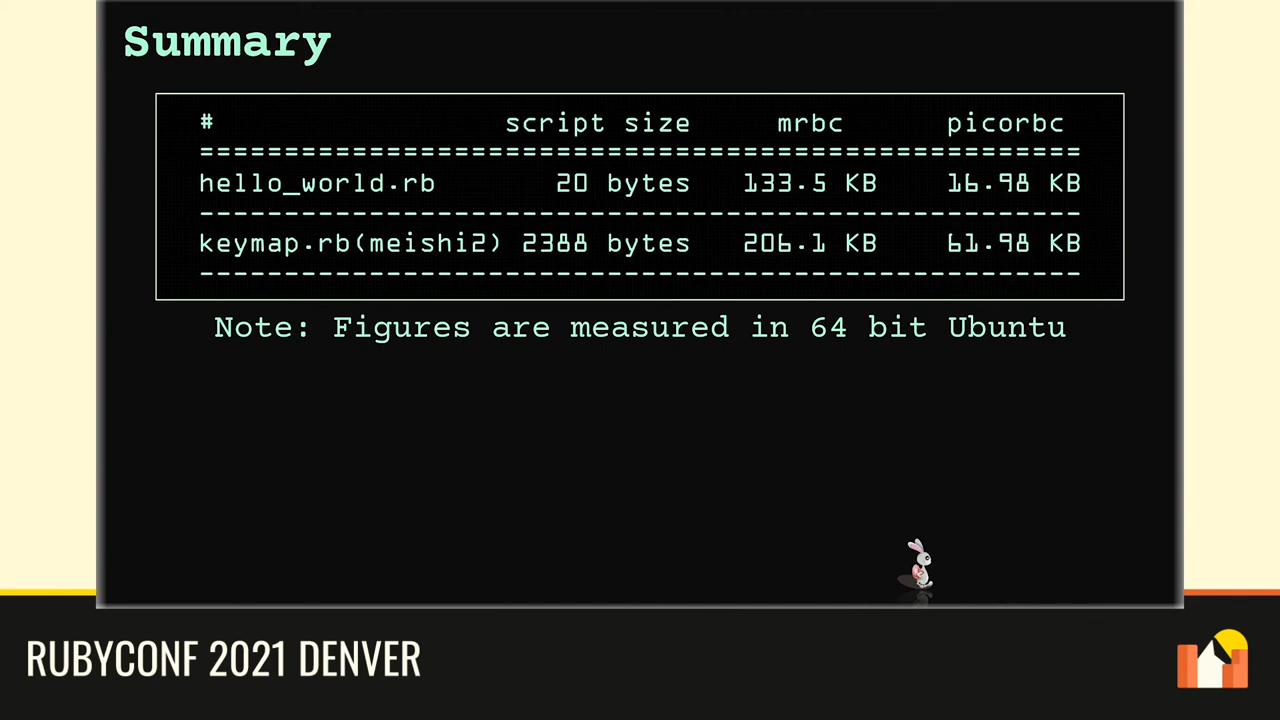 Summary
# script size mrbc picorbc
====================================================
hello_world.rb 20 bytes 133.5 KB 16.98 KB
----------------------------------------------------
keymap.rb(meishi2) 2388 bytes 206.1 KB 61.98 KB
----------------------------------------------------
Note: Figures are measured in 64 bit Ubuntu
RUBYCONF 2021 DENVER